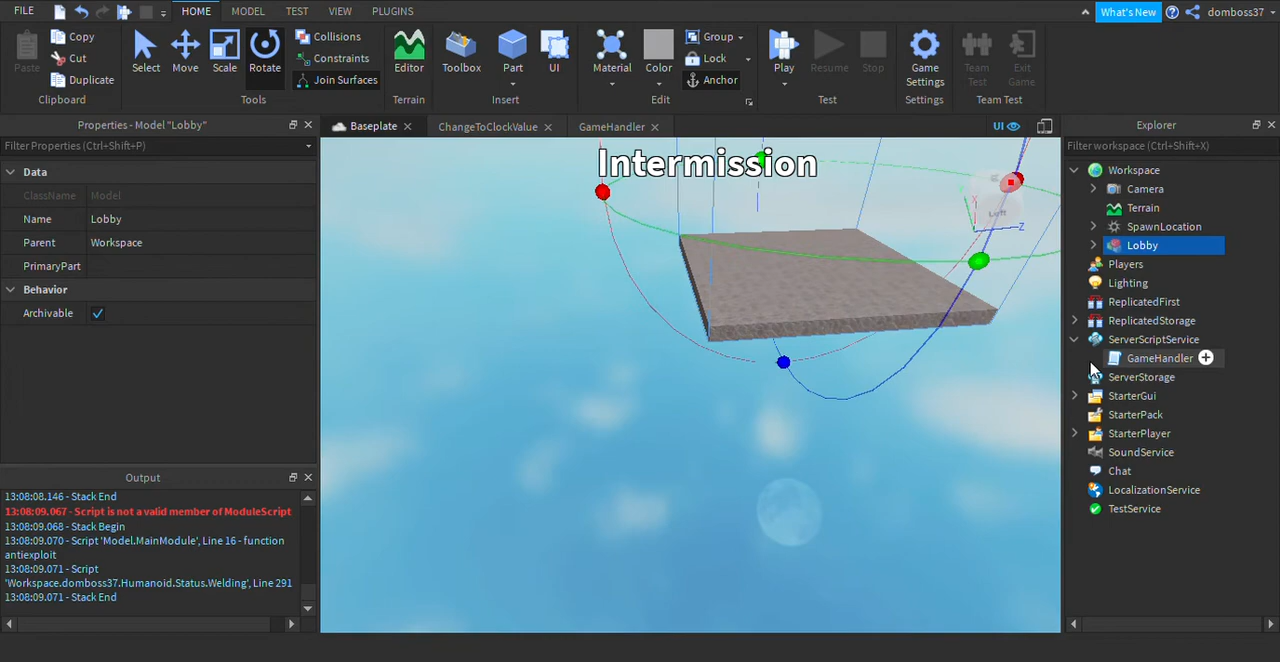 FILE HOME MODEL TEST VIEW PLUGINS What's New domboss37
Paste Copy Cut Duplicate Clipboard
Select Move Scale Rotate Collisions Constraints Join Surfaces Tools
Editor Terrain
Toolbox Part UI Insert
Material Color Group Lock Anchor Edit
Play Resume Stop Test
Game Settings Settings
Team Test Exit Game Team Test
Properties - Model "Lobby"
Filter Properties (Ctrl+Shift+P)
Data
ClassName Model
Name Lobby
Parent Workspace
PrimaryPart
Behavior
Archivable
Output
13:08:08.146 - Stack End
13:08:09.067 - Script is not a valid member of ModuleScript
13:08:09.068 - Stack Begin
13:08:09.070 - Script 'Model.MainModule', Line 16 - function
antiexploit
13:08:09.071 - Script
'Workspace.domboss37.Humanoid.Status.Welding', Line 291
13:08:09.071 - Stack End
Baseplate ChangeToClockValue GameHandler UI
Intermission
Left
X
Z
Explorer
Filter workspace (Ctrl+Shift+X)
Workspace
Camera
Terrain
SpawnLocation
Lobby
Players
Lighting
ReplicatedFirst
ReplicatedStorage
ServerScriptService
GameHandler
ServerStorage
StarterGui
StarterPack
StarterPlayer
SoundService
Chat
LocalizationService
TestService